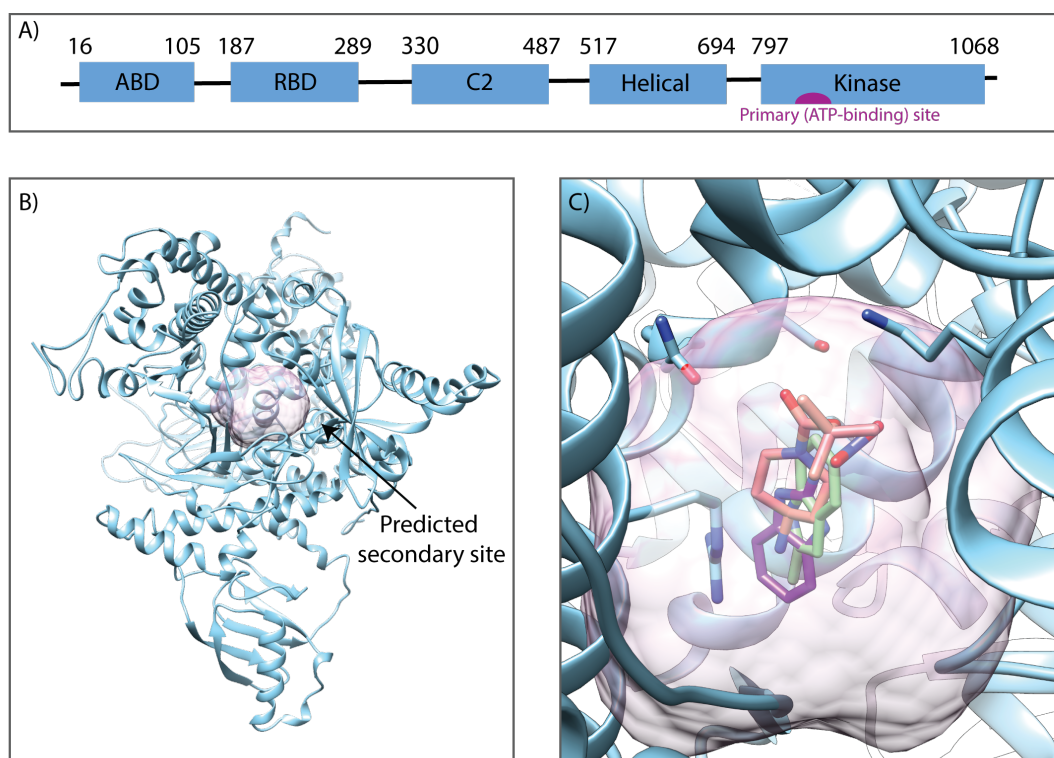 A)
16 105 187 289 330 487 517 694 797 1068
ABD RBD C2 Helical Kinase
Primary (ATP-binding) site
B)
Predicted
secondary site
C)